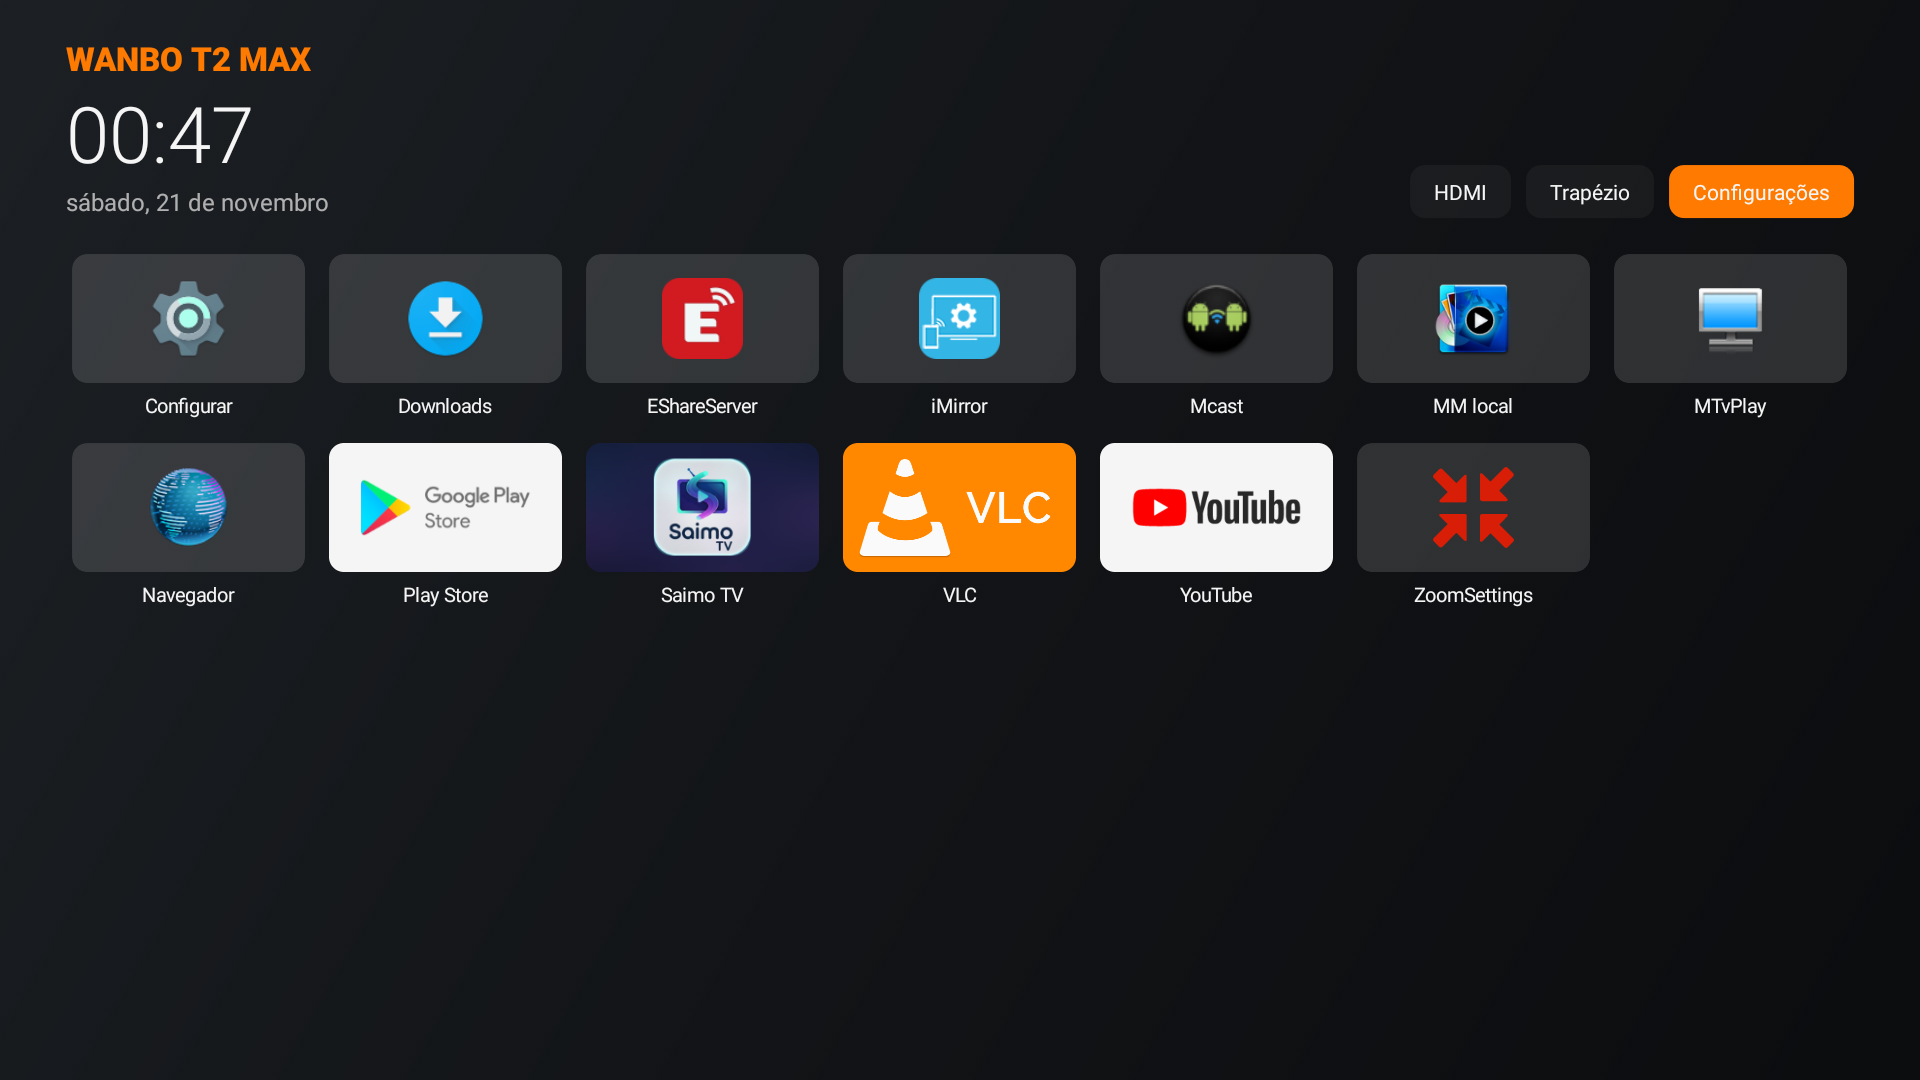 WANBO T2 MAX
00:47
sábado, 21 de novembro
HDMI Trapézio Configurações
E
Configurar Downloads EShareServer iMirror Mcast MM local MTvPlay
Google Play
Store
Saimo
TV
VLC
YouTube
Navegador Play Store Saimo TV VLC YouTube ZoomSettings